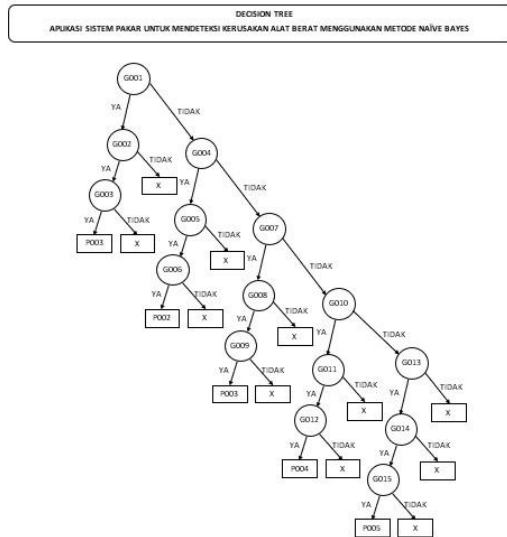 DECISION TREE
APLIKASI SISTEM PAKAR UNTUK MENDETEKSI KERUSAKAN ALAT BERAT MENGGUNAKAN METODE NAÏVE BAYES
G001
YA TIDAK
G002 TIDAK G004
YA X YA TIDAK
G003 G005 G007
YA TIDAK YA TIDAK X YA TIDAK
P003 X
G006 G008 G010
YA TIDAK YA TIDAK X YA TIDAK
P002 X
G009 G011 G013
YA TIDAK YA TIDAK X YA TIDAK X
P003 X
G012 G014
YA TIDAK YA TIDAK X
P004 X
G015
YA TIDAK
P005 X